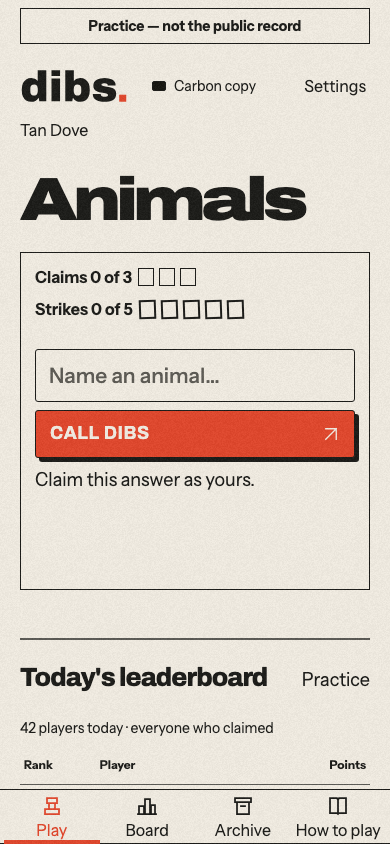 Practice — not the public record
dibs. Carbon copy Settings
Tan Dove
Animals
Claims 0 of 3
Strikes 0 of 5
Name an animal...
CALL DIBS
Claim this answer as yours.
Today's leaderboard Practice
42 players today · everyone who claimed
Rank Player Points
Play Board Archive How to play